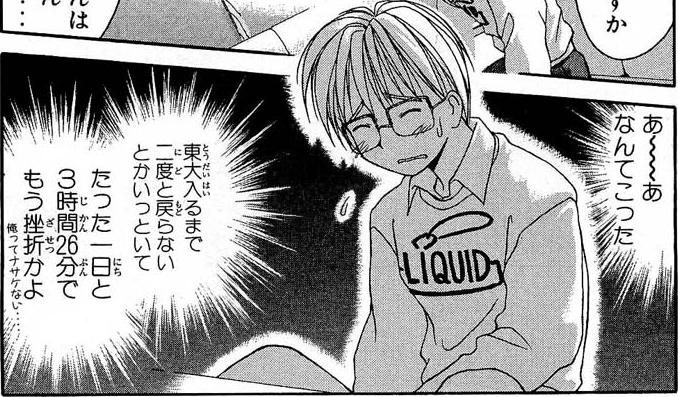 すか
んは
ん
あ〜〜あ
なんてこった
東大入るまで
二度と戻らない
とかいっといて
たった一日と
3時間26分で
もう挫折かよ
俺ってナサケない・・・・
LIQUID